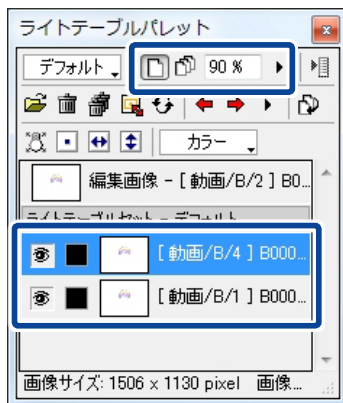 ライトテーブルパレット
デフォルト 90 %
カラー
編集画像 - [ 動画/B/2 ] B0...
ライトテーブルセット - デフォルト
[ 動画/B/4 ] B000...
[ 動画/B/1 ] B000...
画像サイズ: 1506 x 1130 pixel 画像...